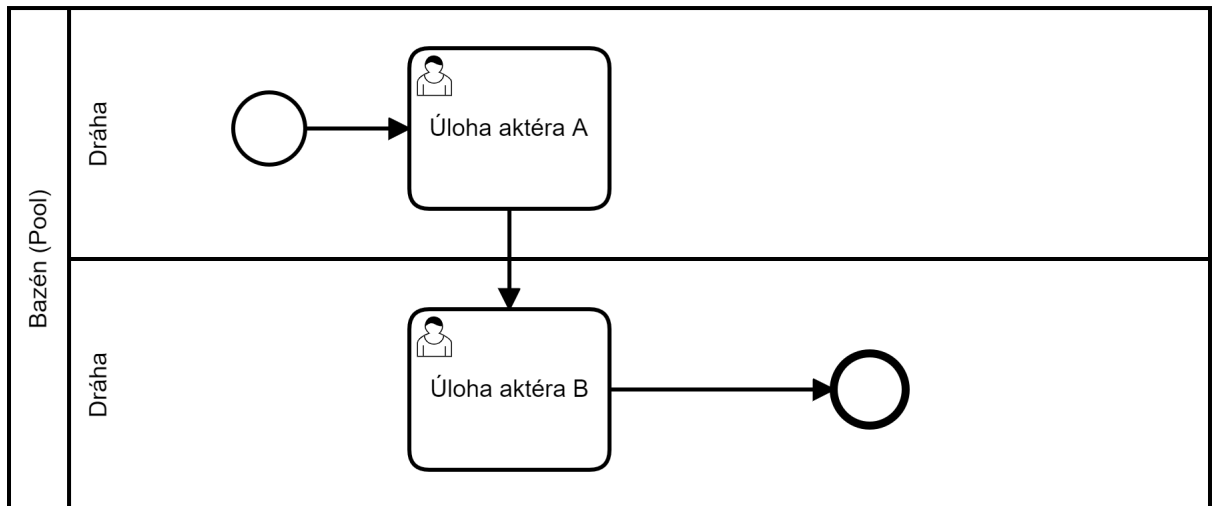 Bazén (Pool)
Dráha
Úloha aktéra A
Dráha
Úloha aktéra B